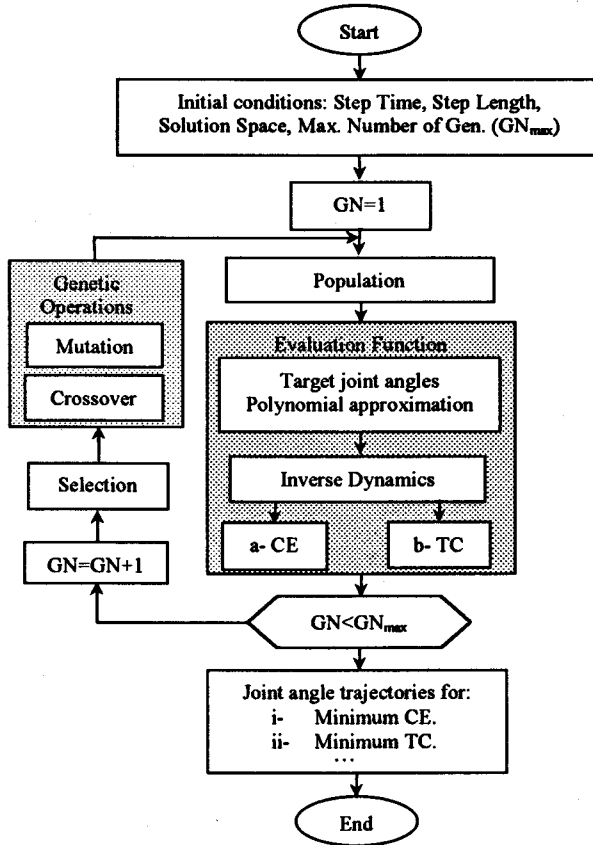 Start
Initial conditions: Step Time, Step Length,
Solution Space, Max. Number of Gen. (GNmax)
GN=1
Genetic
Operations
Mutation
Crossover
Population
Evaluation Function
Target joint angles
Polynomial approximation
Inverse Dynamics
a- CE
b- TC
Selection
GN=GN+1
GN<GNmax
Joint angle trajectories for:
i- Minimum CE.
ii- Minimum TC.
...
End